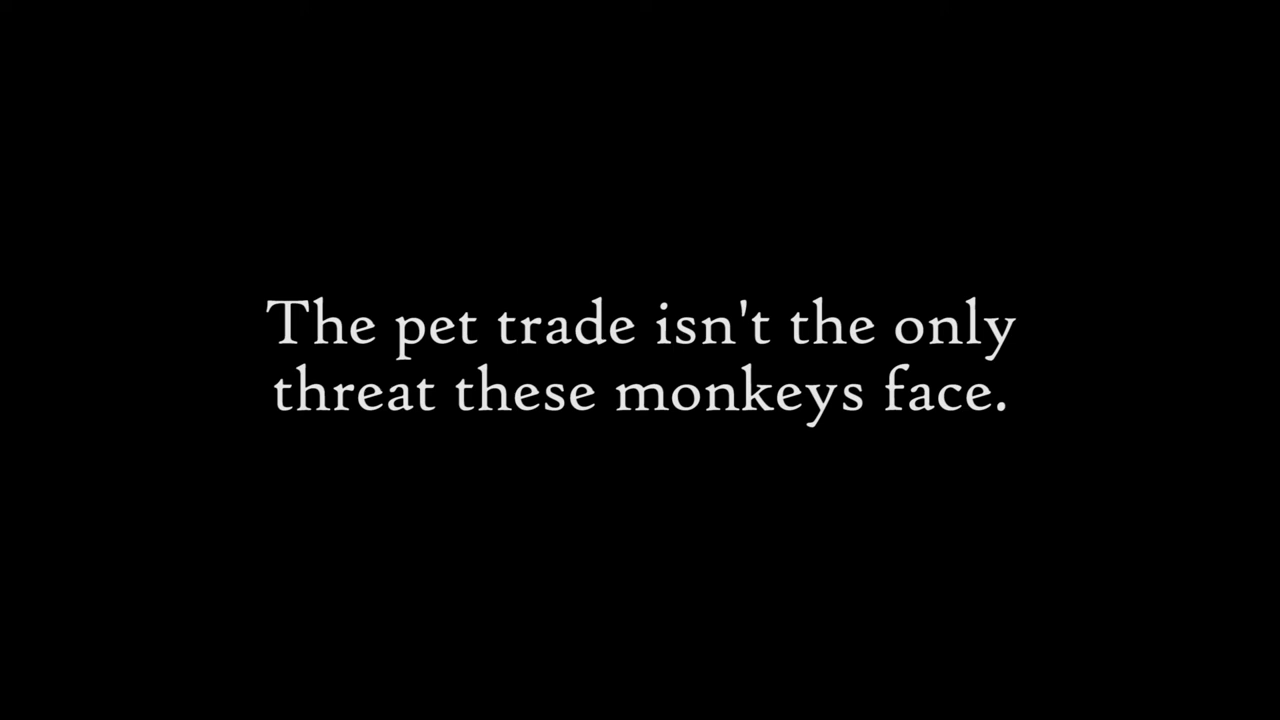 The pet trade isn't the only
threat these monkeys face.